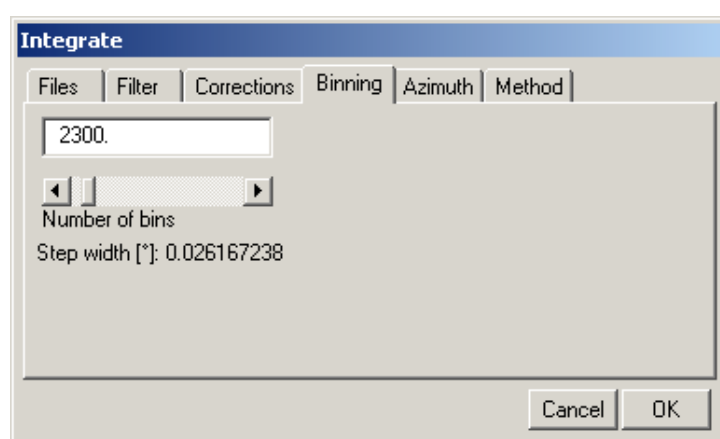 Integrate
Files Filter Corrections Binning Azimuth Method
2300.
Number of bins
Step width [°]: 0.026167238
Cancel OK